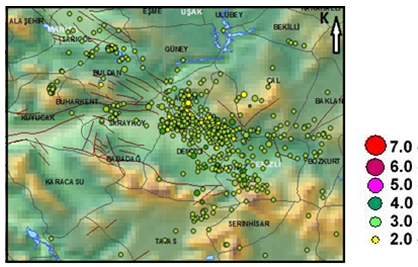 ALAŞEHİR
EŞME
UŞAK
ULUBEY
K
SARIGÖL
BEKİLLİ
GÜNEY
BULDAN
ÇAL
BUHARKENT
BAKLAN
KUYUCAK
SARAYKÖY
DENİZLİ
BABADAĞ
BOZKURT
KARACASU
SERİNHİSAR
TAVAS
7.0
6.0
5.0
4.0
3.0
2.0